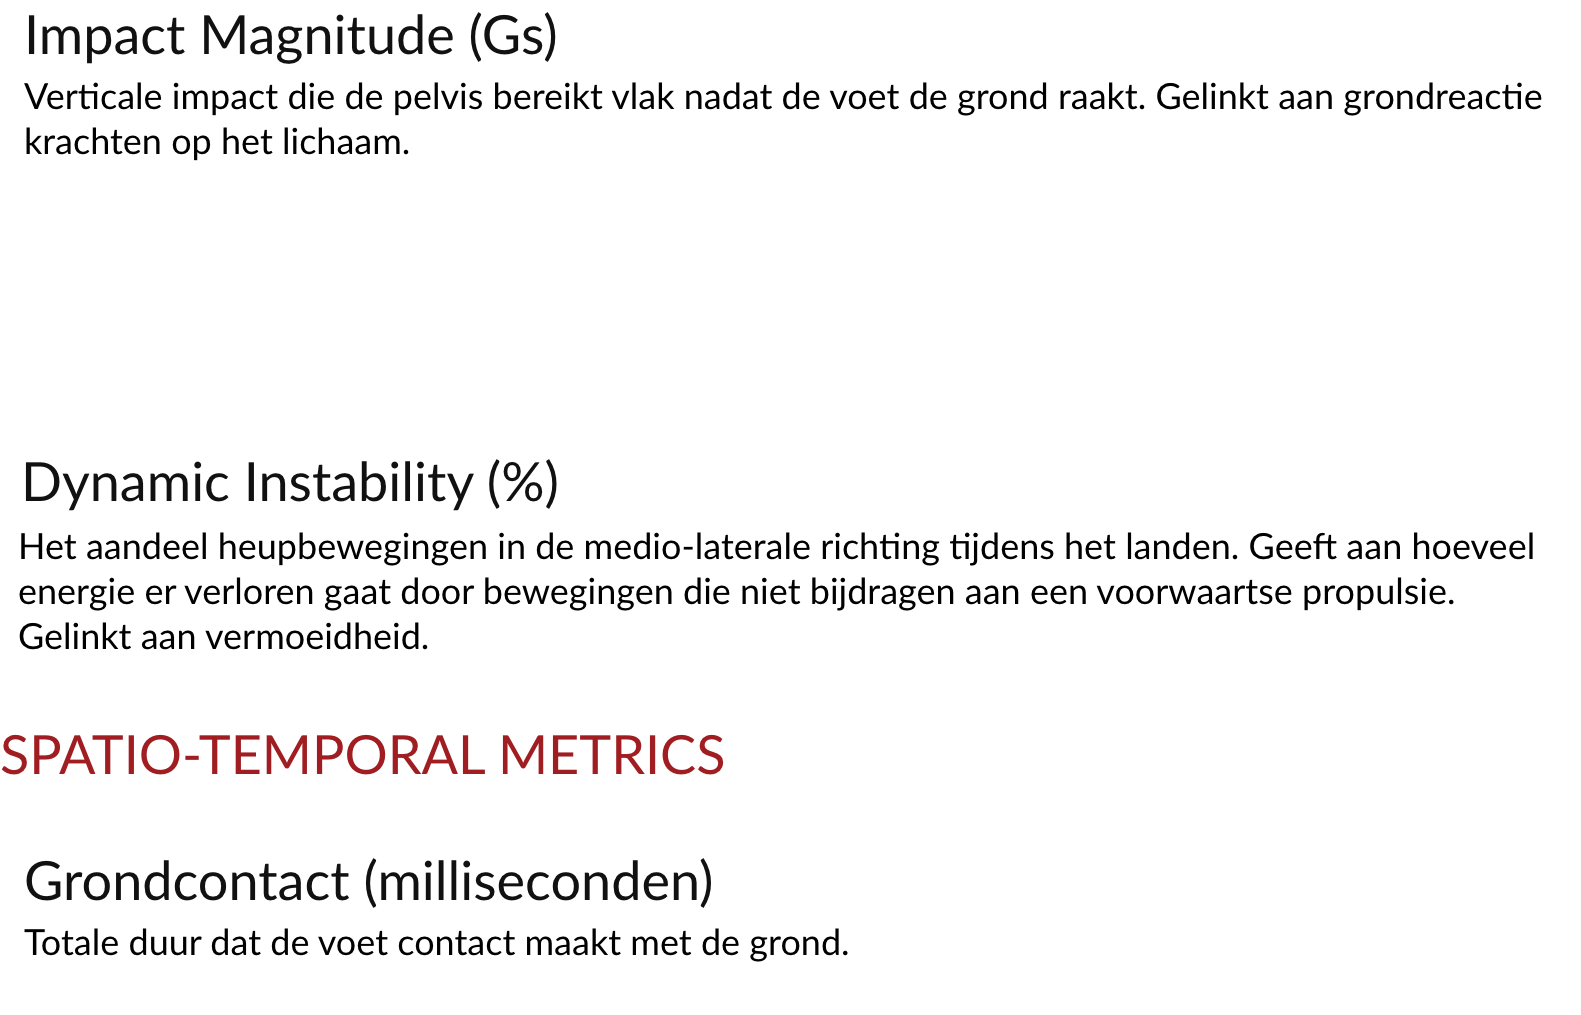 Impact Magnitude (Gs)
Verticale impact die de pelvis bereikt vlak nadat de voet de grond raakt. Gelinkt aan grondreactie
krachten op het lichaam.
Dynamic Instability (%)
Het aandeel heupbewegingen in de medio-laterale richting tijdens het landen. Geeft aan hoeveel
energie er verloren gaat door bewegingen die niet bijdragen aan een voorwaartse propulsie.
Gelinkt aan vermoeidheid.
SPATIO-TEMPORAL METRICS
Grondcontact (milliseconden)
Totale duur dat de voet contact maakt met de grond.